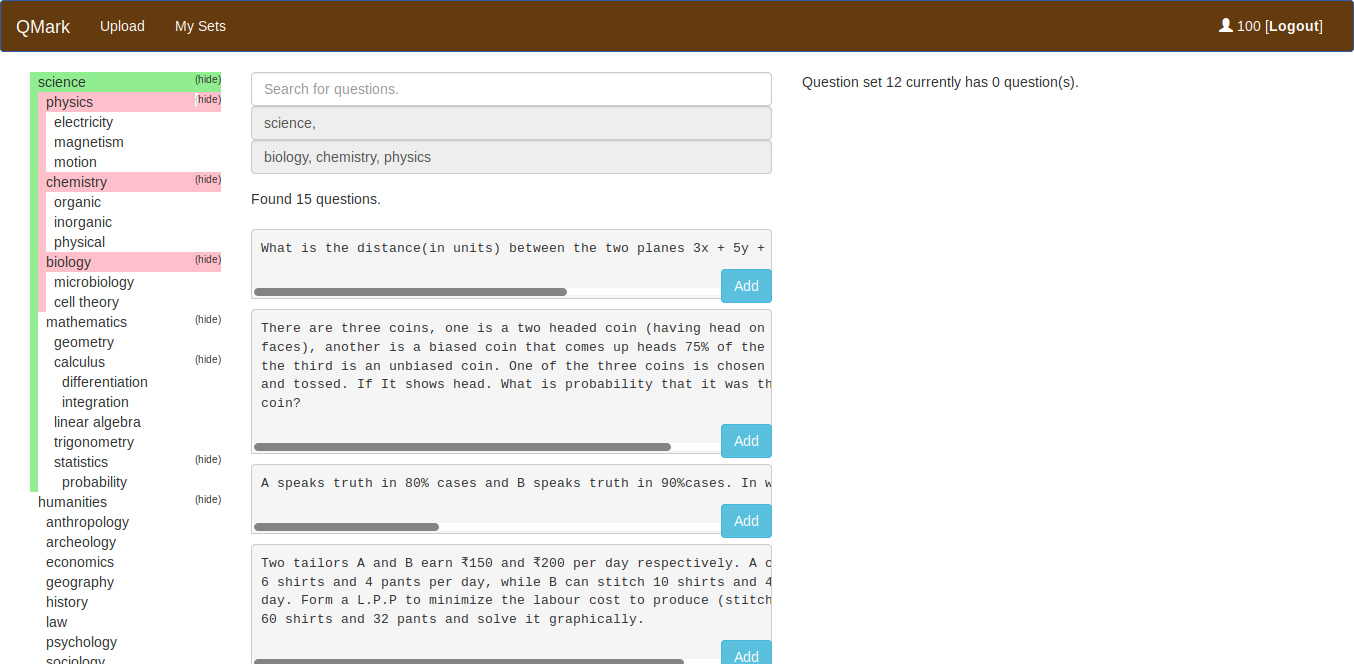 QMark Upload My Sets 100 [Logout]
science (hide)
physics (hide)
electricity
magnetism
motion
chemistry (hide)
organic
inorganic
physical
biology (hide)
microbiology
cell theory
mathematics (hide)
geometry
calculus (hide)
differentiation
integration
linear algebra
trigonometry
statistics (hide)
probability
humanities (hide)
anthropology
archeology
economics
geography
history
law
psychology
sociology
Search for questions.
science,
biology, chemistry, physics
Found 15 questions.
What is the distance(in units) between the two planes 3x + 5y +
Add
There are three coins, one is a two headed coin (having head on
faces), another is a biased coin that comes up heads 75% of the
the third is an unbiased coin. One of the three coins is chosen
and tossed. If It shows head. What is probability that it was th
coin?
Add
A speaks truth in 80% cases and B speaks truth in 90%cases. In w
Add
Two tailors A and B earn ₹150 and ₹200 per day respectively. A c
6 shirts and 4 pants per day, while B can stitch 10 shirts and 4
day. Form a L.P.P to minimize the labour cost to produce (stitch
60 shirts and 32 pants and solve it graphically.
Add
Question set 12 currently has 0 question(s).